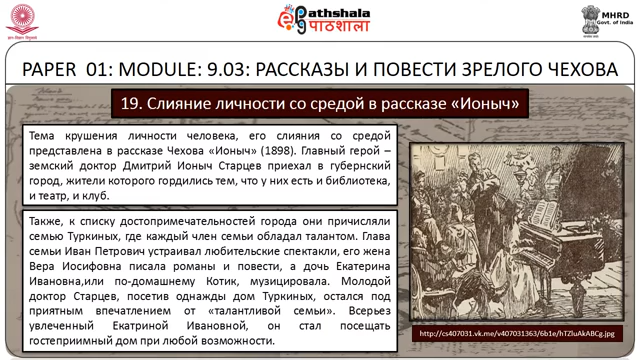 ePathshala
पाठशाला
MHRD
Govt. of India
PAPER 01: MODULE: 9.03: РАССКАЗЫ И ПОВЕСТИ ЗРЕЛОГО ЧЕХОВА
19. Слияние личности со средой в рассказе «Ионыч»
Тема крушения личности человека, его слияния со средой
представлена в рассказе Чехова «Ионыч» (1898). Главный герой –
земский доктор Дмитрий Ионыч Старцев приехал в губернский
город, жители которого гордились тем, что у них есть и библиотека,
и театр, и клуб.
Также, к списку достопримечательностей города они причисляли
семью Туркиных, где каждый член семьи обладал талантом. Глава
семьи Иван Петрович устраивал любительские спектакли, его жена
Вера Иосифовна писала романы и повести, а дочь Екатерина
Ивановна,или по-домашнему Котик, музицировала. Молодой
доктор Старцев, посетив однажды дом Туркиных, остался под
приятным впечатлением от «талантливой семьи». Всерьез
увлеченный Екатриной Ивановной, он стал посещать
гостеприимный дом при любой возможности.
http://cs407031.vk.me/v407031363/6b1e/hTZluAkABCg.jpg